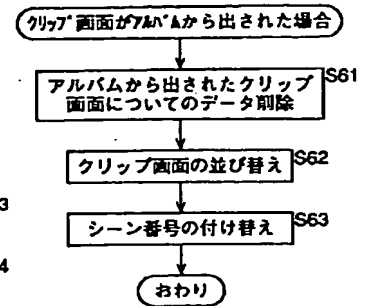 クリップ画面がアルバムから出された場合
S61
アルバムから出されたクリップ
画面についてのデータ削除
S62
クリップ画面の並び替え
3
S63
シーン番号の付け替え
4
おわり